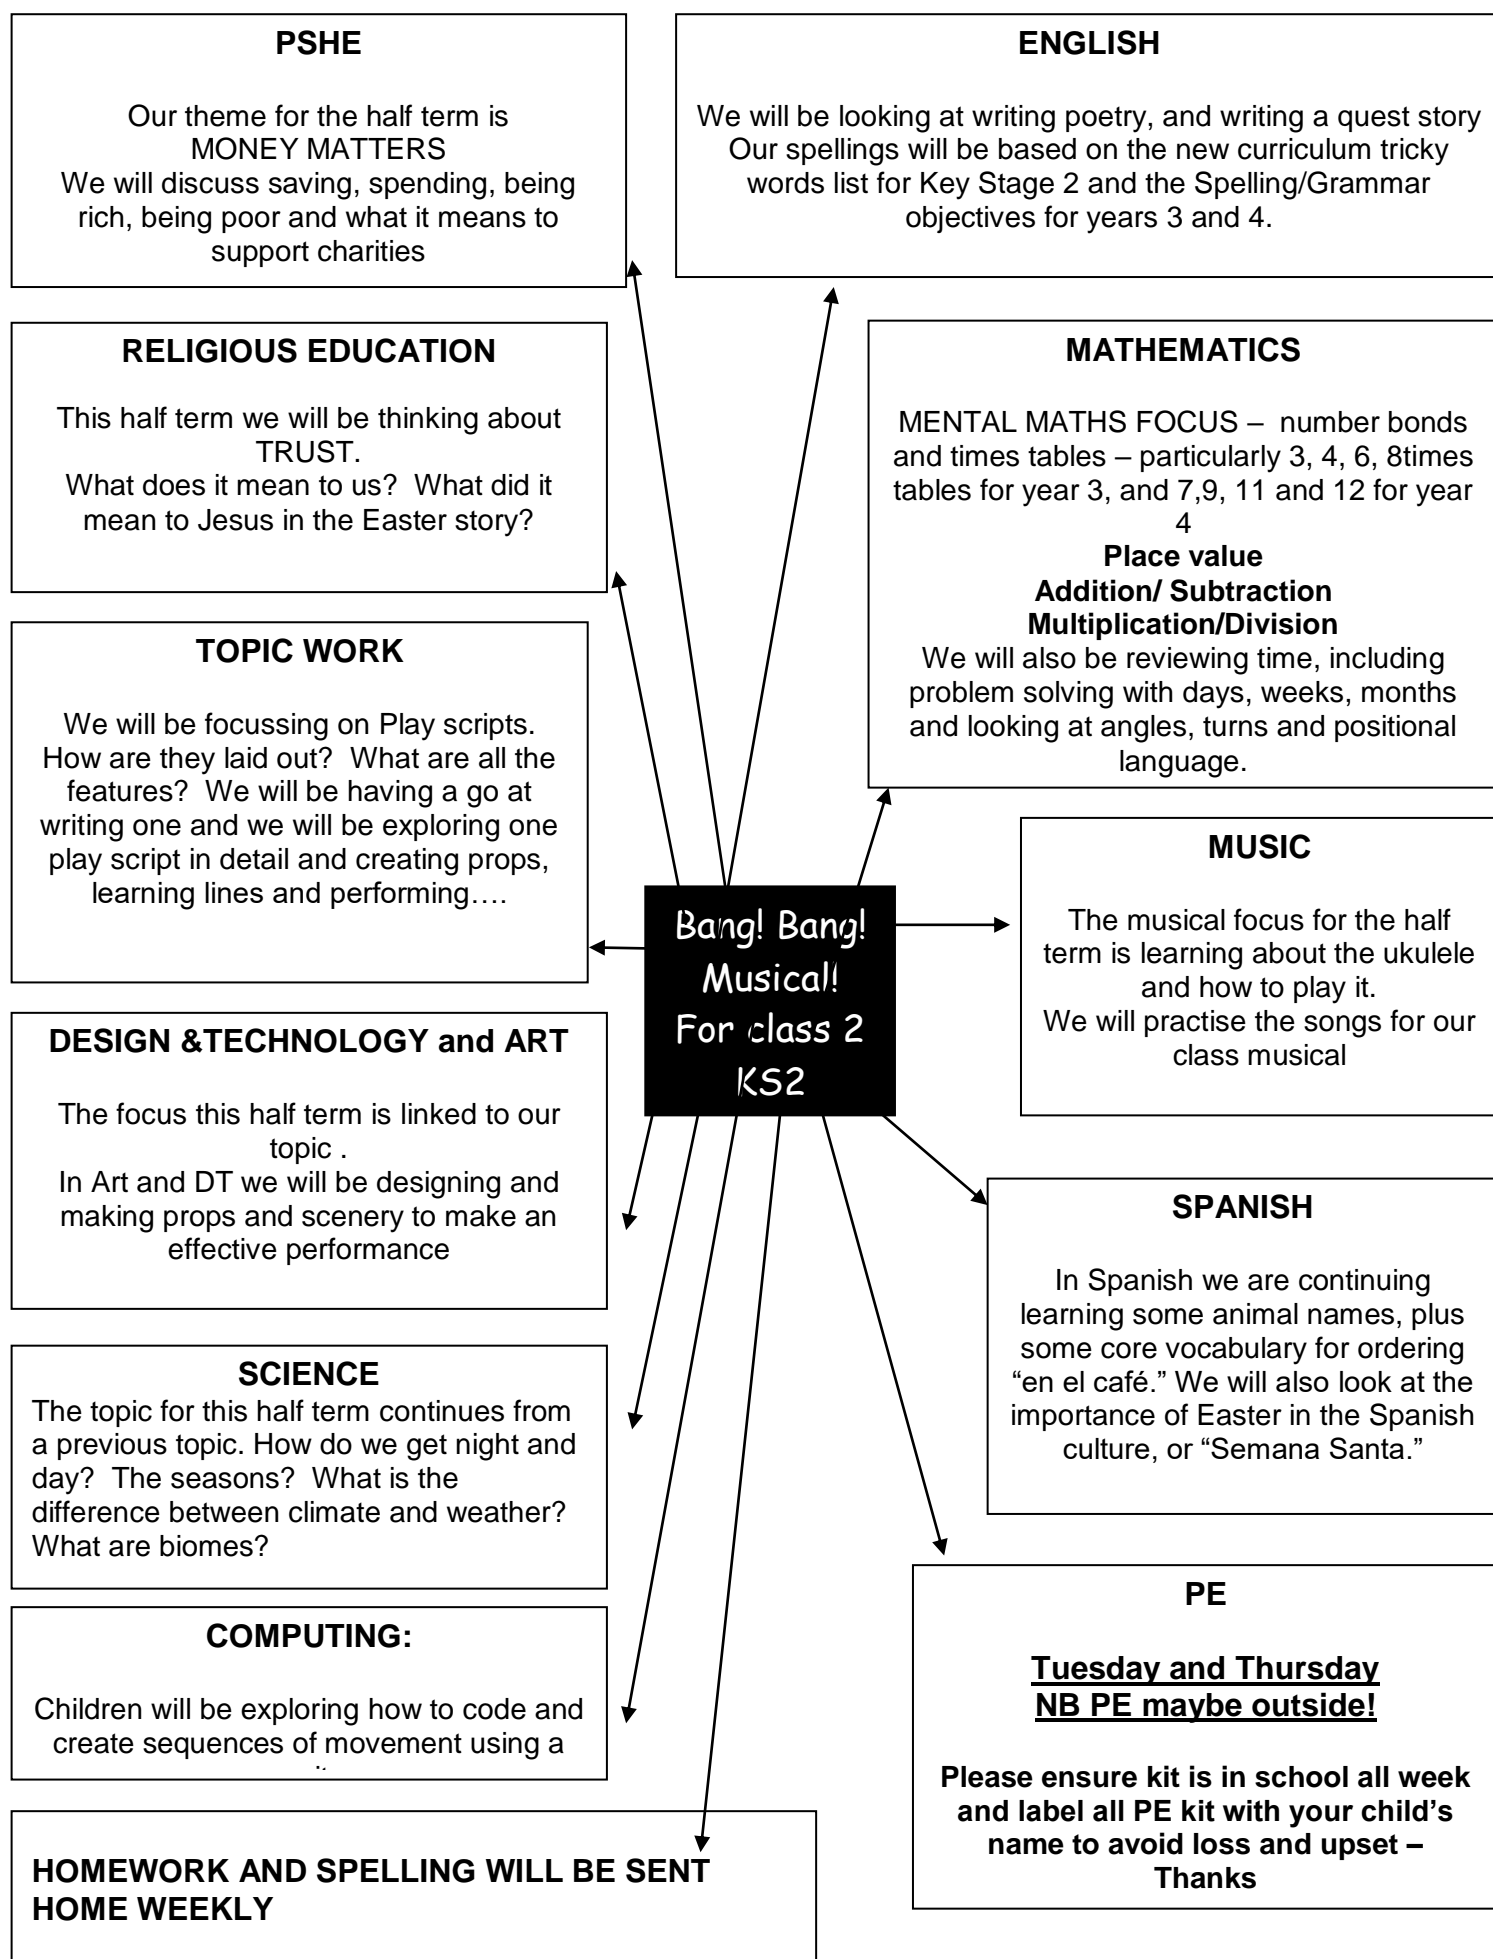 PSHE
Our theme for the half term is
MONEY MATTERS
We will discuss saving, spending, being
rich, being poor and what it means to
support charities
ENGLISH
We will be looking at writing poetry, and writing a quest story
Our spellings will be based on the new curriculum tricky
words list for Key Stage 2 and the Spelling/Grammar
objectives for years 3 and 4.
RELIGIOUS EDUCATION
This half term we will be thinking about
TRUST.
What does it mean to us?  What did it
mean to Jesus in the Easter story?
MATHEMATICS
MENTAL MATHS FOCUS –  number bonds
and times tables – particularly 3, 4, 6, 8times
tables for year 3, and 7,9, 11 and 12 for year
4
Place value
Addition/ Subtraction
Multiplication/Division
We will also be reviewing time, including
problem solving with days, weeks, months
and looking at angles, turns and positional
language.
TOPIC WORK
We will be focussing on Play scripts.
How are they laid out?  What are all the
features?  We will be having a go at
writing one and we will be exploring one
play script in detail and creating props,
learning lines and performing….
MUSIC
The musical focus for the half
term is learning about the ukulele
and how to play it.
We will practise the songs for our
class musical
Bang! Bang!
Musical!
For class 2
KS2
DESIGN &TECHNOLOGY and ART
The focus this half term is linked to our
topic .
In Art and DT we will be designing and
making props and scenery to make an
effective performance
SPANISH
In Spanish we are continuing
learning some animal names, plus
some core vocabulary for ordering
“en el café.” We will also look at the
importance of Easter in the Spanish
culture, or “Semana Santa.”
SCIENCE
The topic for this half term continues from
a previous topic. How do we get night and
day?  The seasons?  What is the
difference between climate and weather?
What are biomes?
PE
Tuesday and Thursday
NB PE maybe outside!
Please ensure kit is in school all week
and label all PE kit with your child’s
name to avoid loss and upset –
Thanks
COMPUTING:
Children will be exploring how to code and
create sequences of movement using a
HOMEWORK AND SPELLING WILL BE SENT
HOME WEEKLY